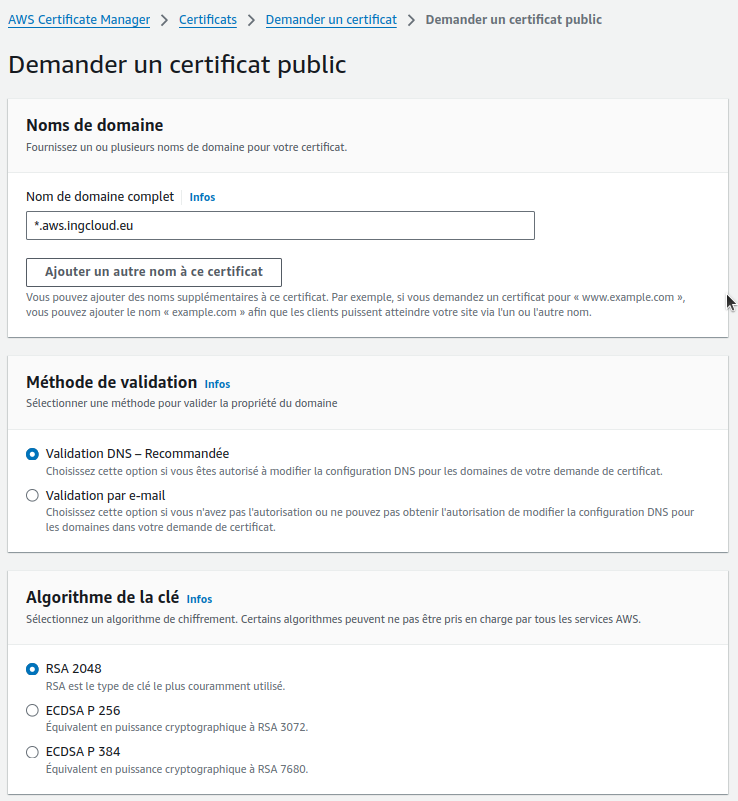 AWS Certificate Manager > Certificats > Demander un certificat > Demander un certificat public
Demander un certificat public
Noms de domaine
Fournissez un ou plusieurs noms de domaine pour votre certificat.
Nom de domaine complet Infos
*.aws.ingcloud.eu
Ajouter un autre nom à ce certificat
Vous pouvez ajouter des noms supplémentaires à ce certificat. Par exemple, si vous demandez un certificat pour « www.example.com »,
vous pouvez ajouter le nom « example.com » afin que les clients puissent atteindre votre site via l'un ou l'autre nom.
Méthode de validation Infos
Sélectionner une méthode pour valider la propriété du domaine
Validation DNS – Recommandée
Choisissez cette option si vous êtes autorisé à modifier la configuration DNS pour les domaines de votre demande de certificat.
Validation par e-mail
Choisissez cette option si vous n'avez pas l'autorisation ou ne pouvez pas obtenir l'autorisation de modifier la configuration DNS pour
les domaines dans votre demande de certificat.
Algorithme de la clé Infos
Sélectionnez un algorithme de chiffrement. Certains algorithmes peuvent ne pas être pris en charge par tous les services AWS.
RSA 2048
RSA est le type de clé le plus couramment utilisé.
ECDSA P 256
Équivalent en puissance cryptographique à RSA 3072.
ECDSA P 384
Équivalent en puissance cryptographique à RSA 7680.